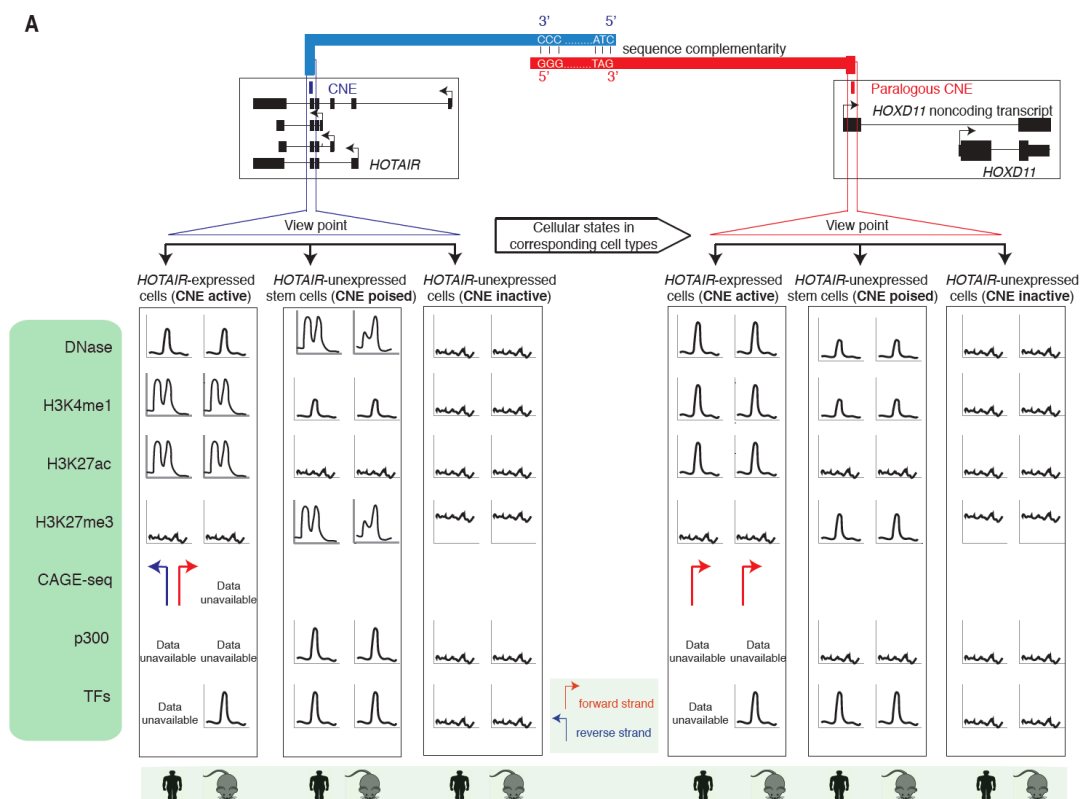 A
3’ 5’
CCC ......... ATC
sequence complementarity
GGG.........TAG
5’ 3’
CNE
HOTAIR
Paralogous CNE
HOXD11 noncoding transcript
HOXD11
View point
Cellular states in
corresponding cell types
View point
HOTAIR-expressed
cells (CNE active)
HOTAIR-unexpressed
stem cells (CNE poised)
HOTAIR-unexpressed
cells (CNE inactive)
HOTAIR-expressed
cells (CNE active)
HOTAIR-unexpressed
stem cells (CNE poised)
HOTAIR-unexpressed
cells (CNE inactive)
DNase
H3K4me1
H3K27ac
H3K27me3
CAGE-seq
Data
unavailable
p300
Data
unavailable
Data
unavailable
Data
unavailable
Data
unavailable
TFs
Data
unavailable
Data
unavailable
forward strand
reverse strand